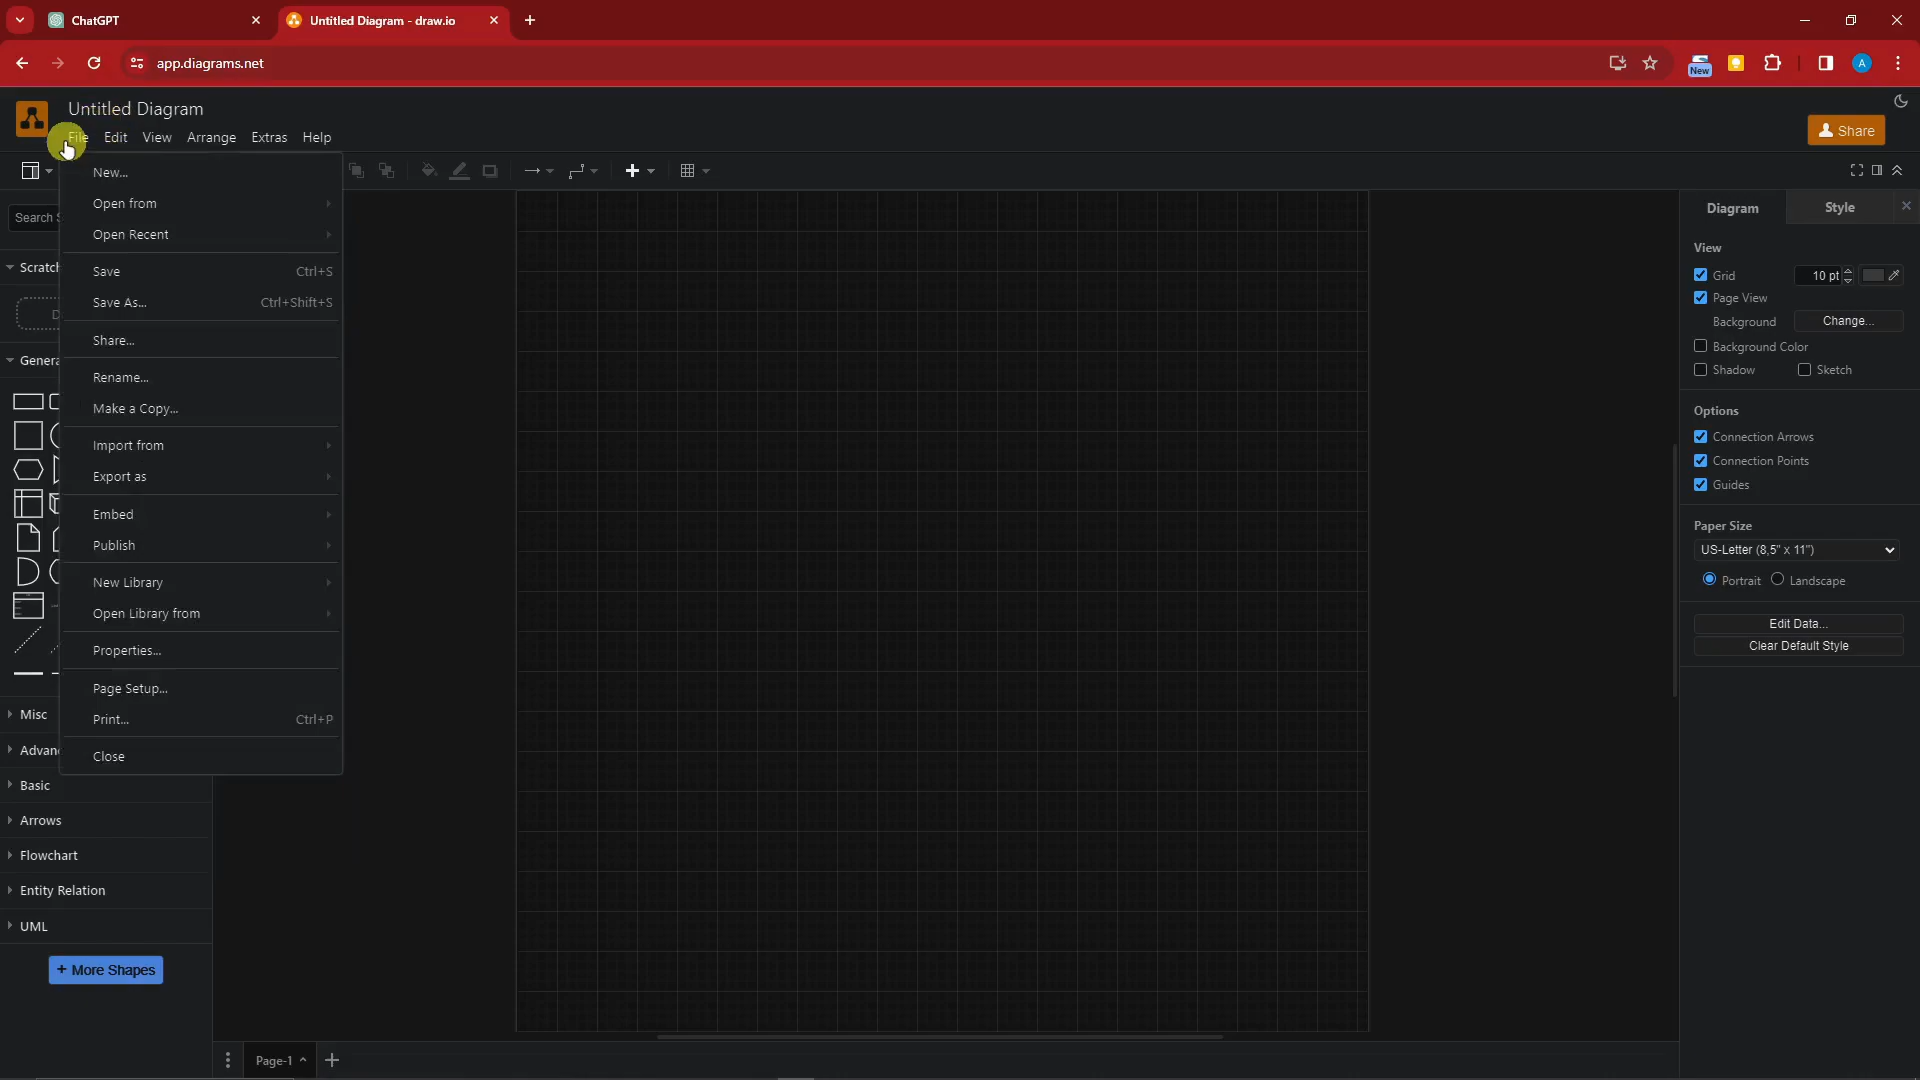 ChatGPT
Untitled Diagram - draw.io
app.diagrams.net
New
A
Untitled Diagram
File Edit View Arrange Extras Help
Share
New...
Open from
Open Recent
Save Ctrl+S
Save As... Ctrl+Shift+S
Share...
Rename...
Make a Copy...
Import from
Export as
Embed
Publish
New Library
Open Library from
Properties...
Page Setup...
Print... Ctrl+P
Close
Search
Scratch
D
Genera
Misc
Advan
Basic
Arrows
Flowchart
Entity Relation
UML
+ More Shapes
Page-1
Diagram Style
View
Grid 10 pt
Page View
Background Change...
Background Color
Shadow Sketch
Options
Connection Arrows
Connection Points
Guides
Paper Size
US-Letter (8,5" x 11")
Portrait Landscape
Edit Data...
Clear Default Style